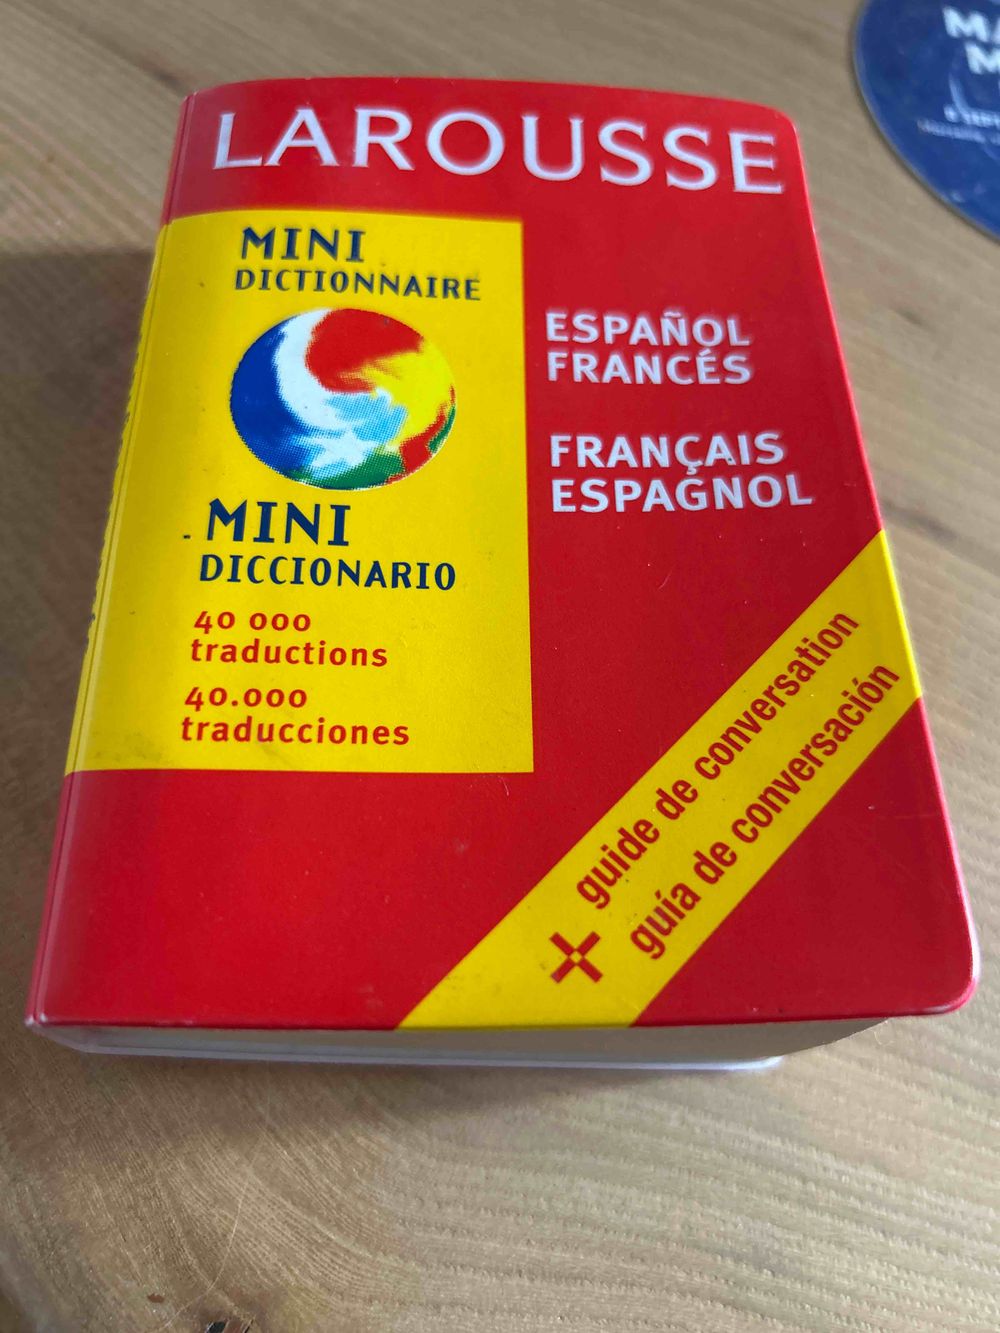 LAROUSSE
MINI
DICTIONNAIRE
MINI
DICCIONARIO
40 000
traductions
40.000
traducciones
ESPAÑOL
FRANCÉS
FRANÇAIS
ESPAGNOL
+ guide de conversation
guía de conversación